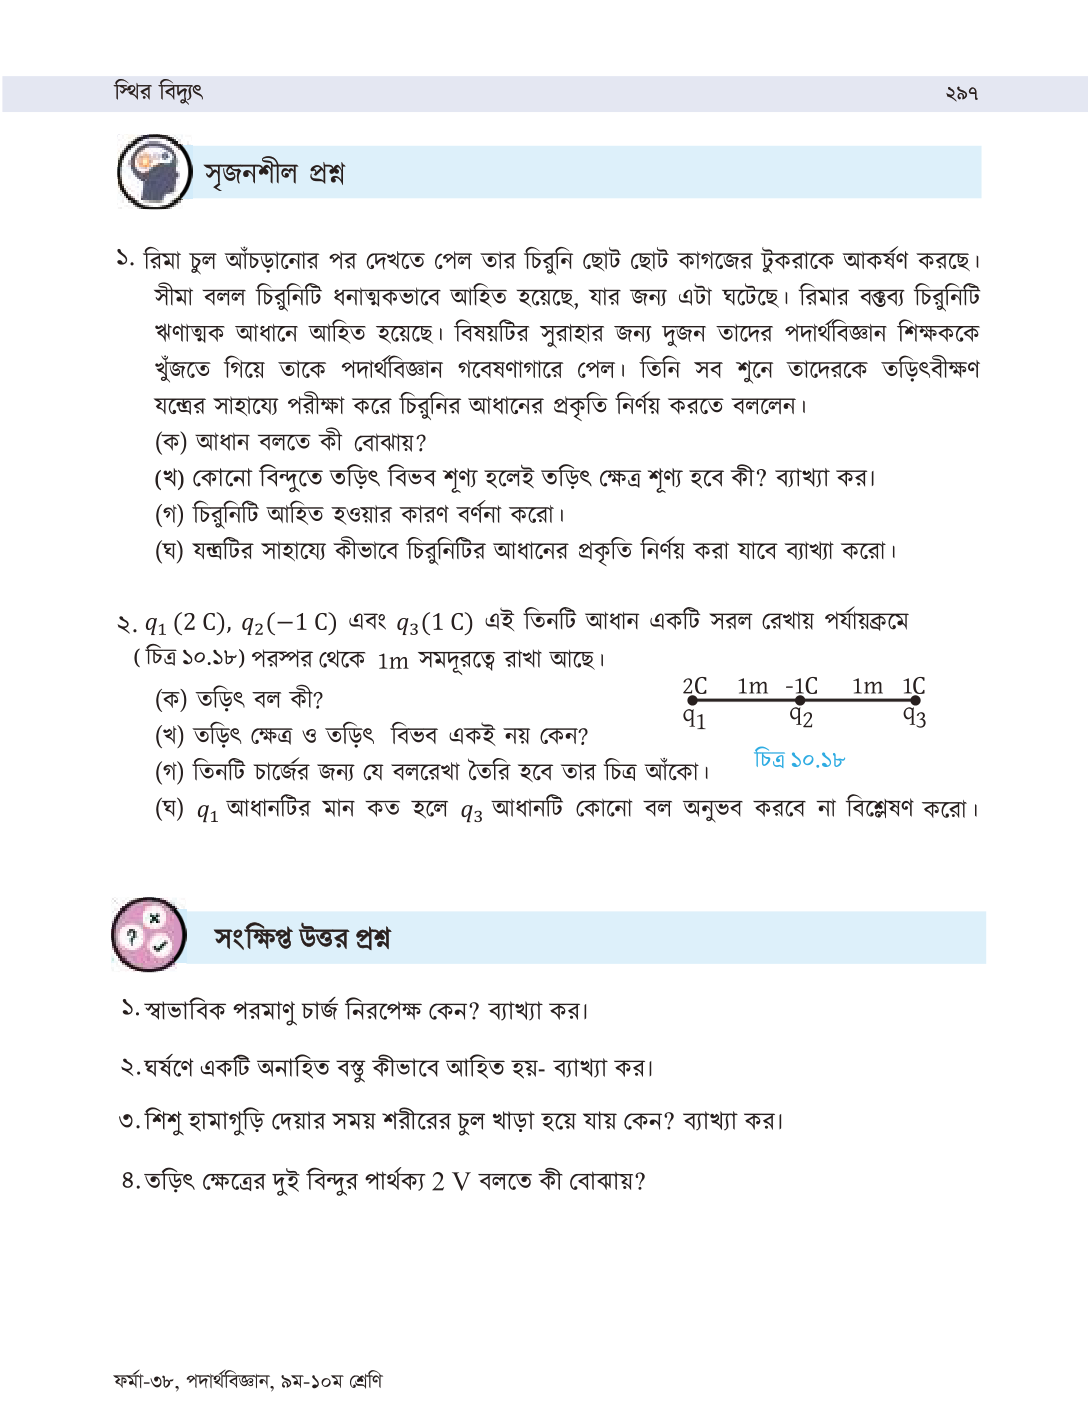 স্থির বিদ্যুৎ ২৯৭
সৃজনশীল প্রশ্ন
১. রিমা চুল আঁচড়ানোর পর দেখতে পেল তার চিরুনি ছোট ছোট কাগজের টুকরাকে আকর্ষণ করছে।
সীমা বলল চিরুনিটি ধনাত্মকভাবে আহিত হয়েছে, যার জন্য এটা ঘটেছে। রিমার বক্তব্য চিরুনিটি
ঋণাত্মক আধানে আহিত হয়েছে। বিষয়টির সুরাহার জন্য দুজন তাদের পদার্থবিজ্ঞান শিক্ষককে
খুঁজতে গিয়ে তাকে পদার্থবিজ্ঞান গবেষণাগারে পেল। তিনি সব শুনে তাদেরকে তড়িৎবীক্ষণ
যন্ত্রের সাহায্যে পরীক্ষা করে চিরুনির আধানের প্রকৃতি নির্ণয় করতে বললেন।
(ক) আধান বলতে কী বোঝায়?
(খ) কোনো বিন্দুতে তড়িৎ বিভব শূণ্য হলেই তড়িৎ ক্ষেত্র শূণ্য হবে কী? ব্যাখ্যা কর।
(গ) চিরুনিটি আহিত হওয়ার কারণ বর্ণনা করো।
(ঘ) যন্ত্রটির সাহায্যে কীভাবে চিরুনিটির আধানের প্রকৃতি নির্ণয় করা যাবে ব্যাখ্যা করো।
২. q₁ (2 C), q₂(−1 C) এবং q₃(1 C) এই তিনটি আধান একটি সরল রেখায় পর্যায়ক্রমে
( চিত্র ১০.১৮) পরস্পর থেকে 1m সমদূরত্বে রাখা আছে।
(ক) তড়িৎ বল কী?
(খ) তড়িৎ ক্ষেত্র ও তড়িৎ বিভব একই নয় কেন?
(গ) তিনটি চার্জের জন্য যে বলরেখা তৈরি হবে তার চিত্র আঁকো।
2C 1m -1C 1m 1C
q₁ q₂ q₃
চিত্র ১০.১৮
(ঘ) q₁ আধানটির মান কত হলে q₃ আধানটি কোনো বল অনুভব করবে না বিশ্লেষণ করো।
সংক্ষিপ্ত উত্তর প্রশ্ন
১. স্বাভাবিক পরমাণু চার্জ নিরপেক্ষ কেন? ব্যাখ্যা কর।
২. ঘর্ষণে একটি অনাহিত বস্তু কীভাবে আহিত হয়- ব্যাখ্যা কর।
৩. শিশু হামাগুড়ি দেয়ার সময় শরীরের চুল খাড়া হয়ে যায় কেন? ব্যাখ্যা কর।
৪. তড়িৎ ক্ষেত্রের দুই বিন্দুর পার্থক্য 2 V বলতে কী বোঝায়?
ফর্মা-৩৮, পদার্থবিজ্ঞান, ৯ম-১০ম শ্রেণি